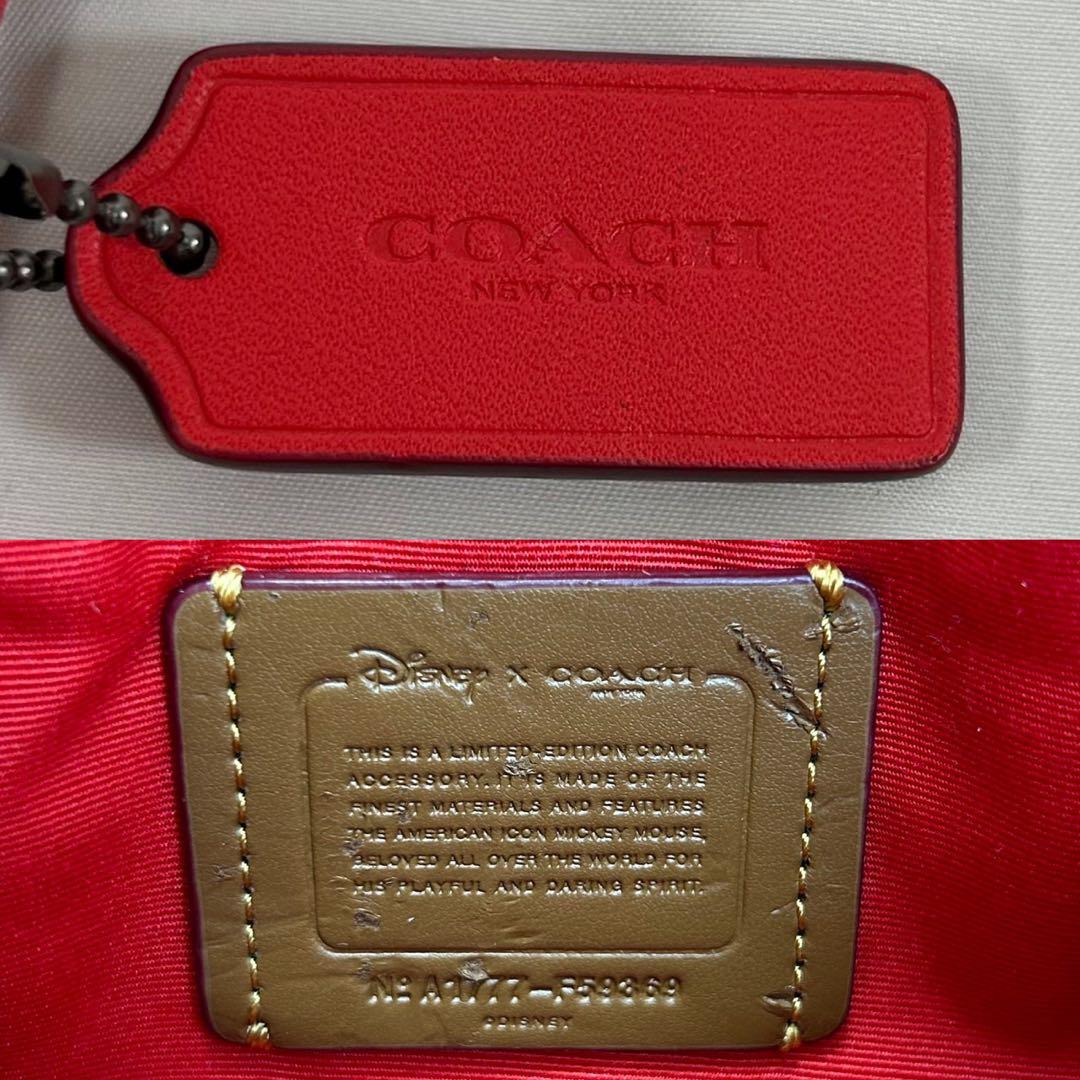 COACH
NEW YORK
Disney X COACH
NEW YORK
THIS IS A LIMITED-EDITION COACH
ACCESSORY. IT IS MADE OF THE
FINEST MATERIALS AND FEATURES
THE AMERICAN ICON MICKEY MOUSE,
BELOVED ALL OVER THE WORLD FOR
HIS PLAYFUL AND DARING SPIRIT.
Nº A1777-F59369
©DISNEY